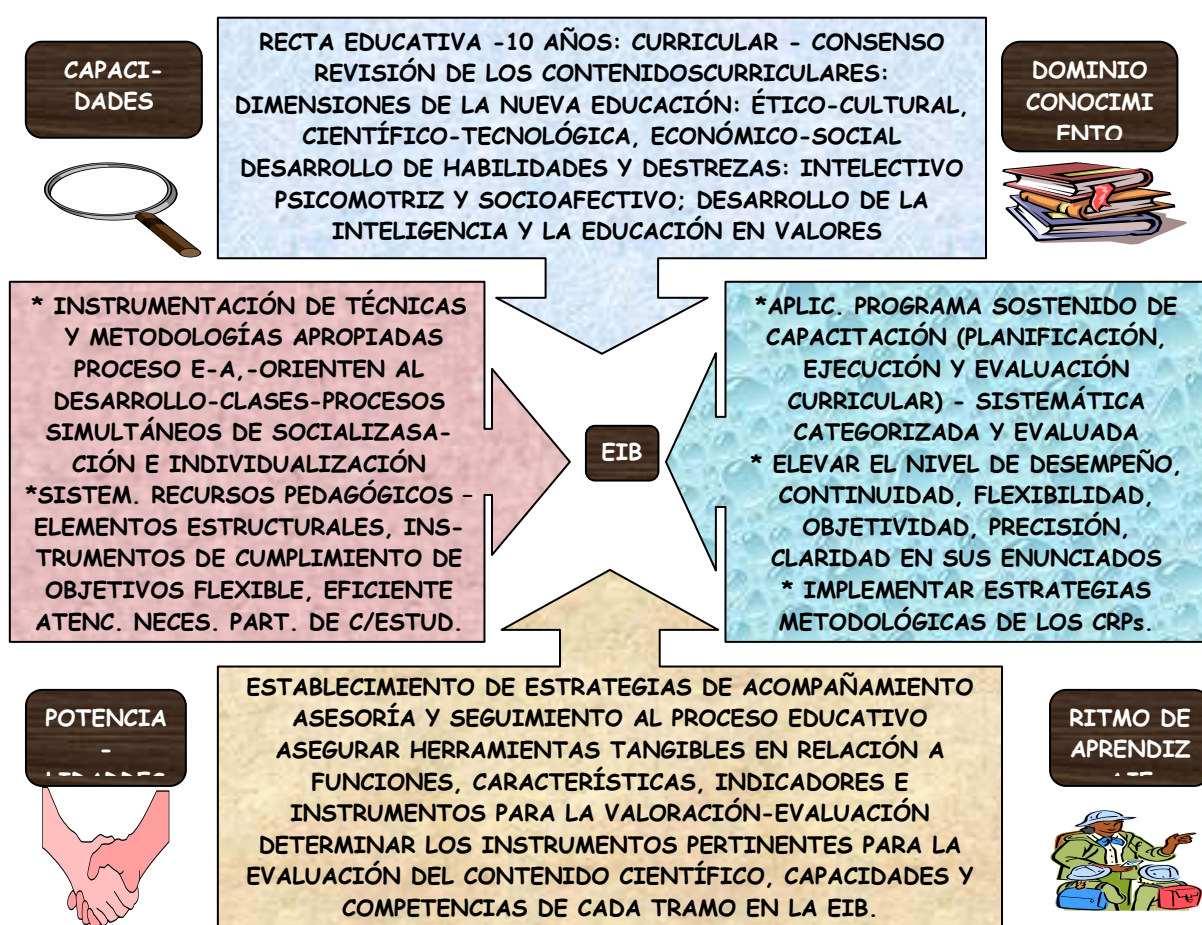 CAPACI-
DADES
RECTA EDUCATIVA -10 AÑOS: CURRICULAR - CONSENSO
REVISIÓN DE LOS CONTENIDOSCURRICULARES:
DIMENSIONES DE LA NUEVA EDUCACIÓN: ÉTICO-CULTURAL,
CIENTÍFICO-TECNOLÓGICA, ECONÓMICO-SOCIAL
DESARROLLO DE HABILIDADES Y DESTREZAS: INTELECTIVO
PSICOMOTRIZ Y SOCIOAFECTIVO; DESARROLLO DE LA
INTELIGENCIA Y LA EDUCACIÓN EN VALORES
DOMINIO
CONOCIMI
ENTO
* INSTRUMENTACIÓN DE TÉCNICAS
Y METODOLOGÍAS APROPIADAS
PROCESO E-A,-ORIENTEN AL
DESARROLLO-CLASES-PROCESOS
SIMULTÁNEOS DE SOCIALIZASA-
CIÓN E INDIVIDUALIZACIÓN
*SISTEM. RECURSOS PEDAGÓGICOS –
ELEMENTOS ESTRUCTURALES, INS-
TRUMENTOS DE CUMPLIMIENTO DE
OBJETIVOS FLEXIBLE, EFICIENTE
ATENC. NECES. PART. DE C/ESTUD.
EIB
*APLIC. PROGRAMA SOSTENIDO DE
CAPACITACIÓN (PLANIFICACIÓN,
EJECUCIÓN Y EVALUACIÓN
CURRICULAR) - SISTEMÁTICA
CATEGORIZADA Y EVALUADA
* ELEVAR EL NIVEL DE DESEMPEÑO,
CONTINUIDAD, FLEXIBILIDAD,
OBJETIVIDAD, PRECISIÓN,
CLARIDAD EN SUS ENUNCIADOS
* IMPLEMENTAR ESTRATEGIAS
METODOLÓGICAS DE LOS CRPs.
POTENCIA
-
ESTABLECIMIENTO DE ESTRATEGIAS DE ACOMPAÑAMIENTO
ASESORÍA Y SEGUIMIENTO AL PROCESO EDUCATIVO
ASEGURAR HERRAMIENTAS TANGIBLES EN RELACIÓN A
FUNCIONES, CARACTERÍSTICAS, INDICADORES E
INSTRUMENTOS PARA LA VALORACIÓN-EVALUACIÓN
DETERMINAR LOS INSTRUMENTOS PERTINENTES PARA LA
EVALUACIÓN DEL CONTENIDO CIENTÍFICO, CAPACIDADES Y
COMPETENCIAS DE CADA TRAMO EN LA EIB.
RITMO DE
APRENDIZ